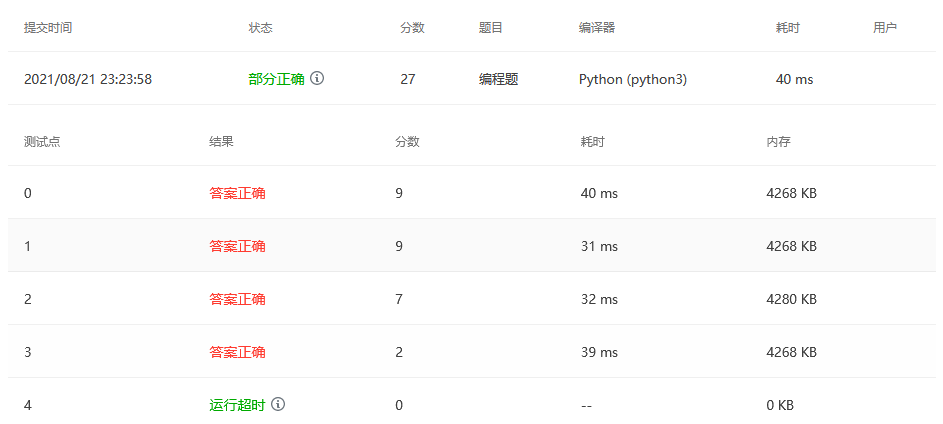 提交时间 状态 分数 题目 编译器 耗时 用户
2021/08/21 23:23:58 部分正确 27 编程题 Python (python3) 40 ms
测试点 结果 分数 耗时 内存
0 答案正确 9 40 ms 4268 KB
1 答案正确 9 31 ms 4268 KB
2 答案正确 7 32 ms 4280 KB
3 答案正确 2 39 ms 4268 KB
4 运行超时 0 -- 0 KB